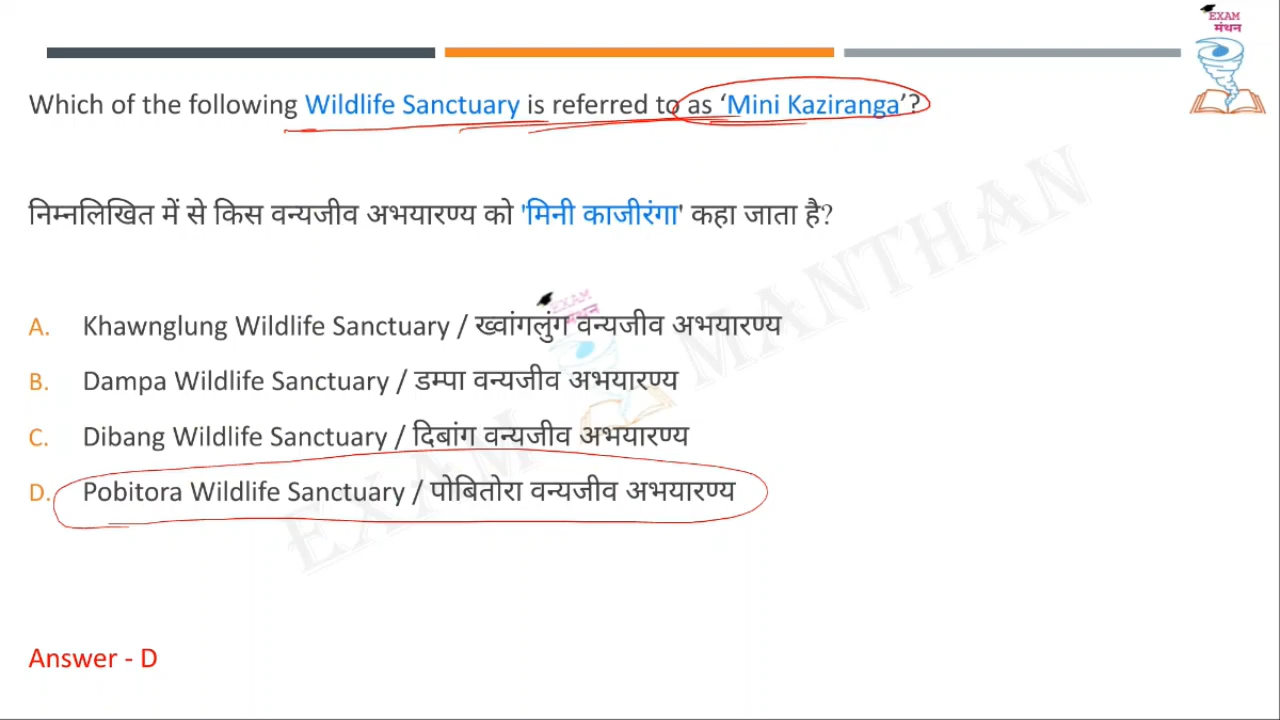 EXAM
मंथन
Which of the following Wildlife Sanctuary is referred to as ‘Mini Kaziranga’?
निम्नलिखित में से किस वन्यजीव अभयारण्य को 'मिनी काजीरंगा' कहा जाता है?
A. Khawnglung Wildlife Sanctuary / ख्वांगलुंग वन्यजीव अभयारण्य
B. Dampa Wildlife Sanctuary / डम्पा वन्यजीव अभयारण्य
C. Dibang Wildlife Sanctuary / दिबांग वन्यजीव अभयारण्य
D. Pobitora Wildlife Sanctuary / पोबितोरा वन्यजीव अभयारण्य
EXAM MANTHAN
EXAM
मंथन
Answer - D